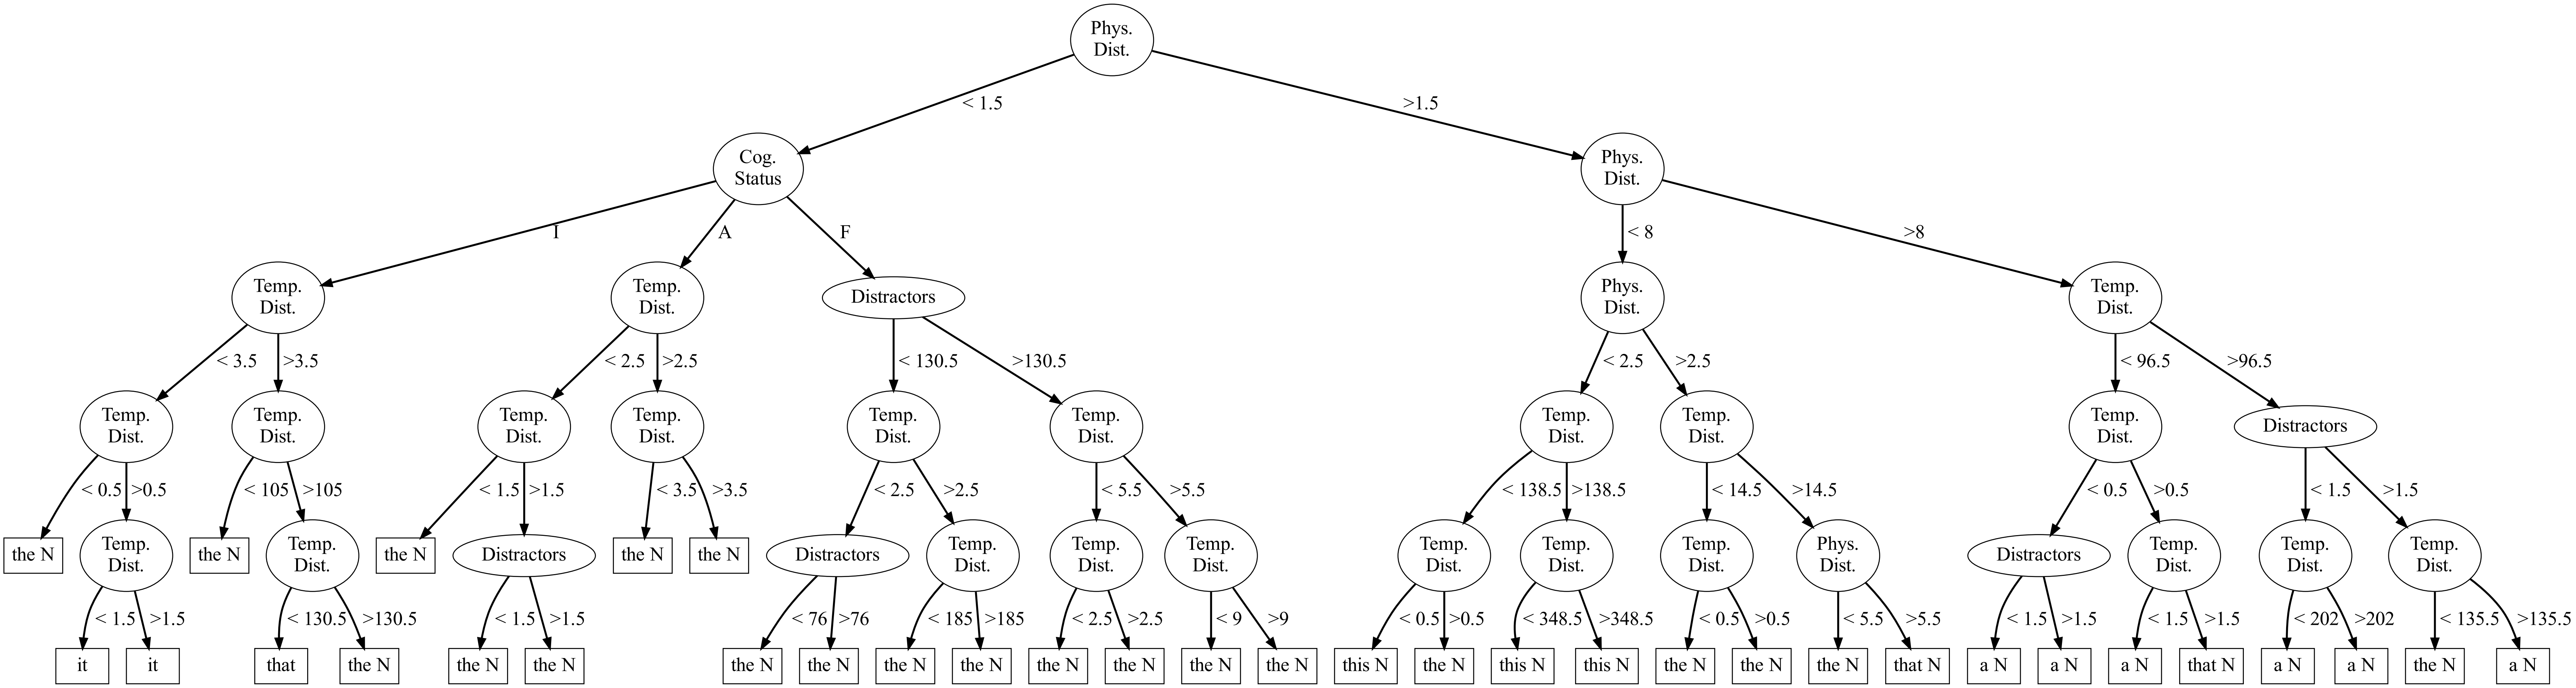 Phys.
Dist.
< 1.5
>1.5
Cog.
Status
Phys.
Dist.
I
A
F
< 8
>8
Temp.
Dist.
Temp.
Dist.
Distractors
Phys.
Dist.
Temp.
Dist.
< 3.5
>3.5
< 2.5
>2.5
< 130.5
>130.5
< 2.5
>2.5
< 96.5
>96.5
Temp.
Dist.
Temp.
Dist.
Temp.
Dist.
Temp.
Dist.
Temp.
Dist.
Temp.
Dist.
Temp.
Dist.
Temp.
Dist.
Temp.
Dist.
Distractors
< 0.5
>0.5
< 105
>105
< 1.5
>1.5
< 3.5
>3.5
< 2.5
>2.5
< 5.5
>5.5
< 138.5
>138.5
< 14.5
>14.5
< 0.5
>0.5
< 1.5
>1.5
the N
Temp.
Dist.
the N
Temp.
Dist.
the N
Distractors
the N
the N
Distractors
Temp.
Dist.
Temp.
Dist.
Temp.
Dist.
Temp.
Dist.
Temp.
Dist.
Temp.
Dist.
Phys.
Dist.
Distractors
Temp.
Dist.
Temp.
Dist.
Temp.
Dist.
< 1.5
>1.5
< 130.5
>130.5
< 1.5
>1.5
< 76
>76
< 185
>185
< 2.5
>2.5
< 9
>9
< 0.5
>0.5
< 348.5
>348.5
< 0.5
>0.5
< 5.5
>5.5
< 1.5
>1.5
< 1.5
>1.5
< 202
>202
< 135.5
>135.5
it
it
that
the N
the N
the N
the N
the N
the N
the N
the N
the N
the N
the N
this N
the N
this N
this N
the N
the N
the N
that N
a N
a N
a N
that N
a N
a N
the N
a N